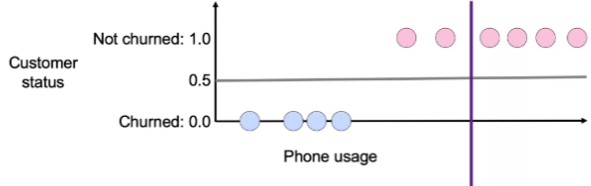 Not churned: 1.0
Customer
status
0.5
Churned: 0.0
Phone usage